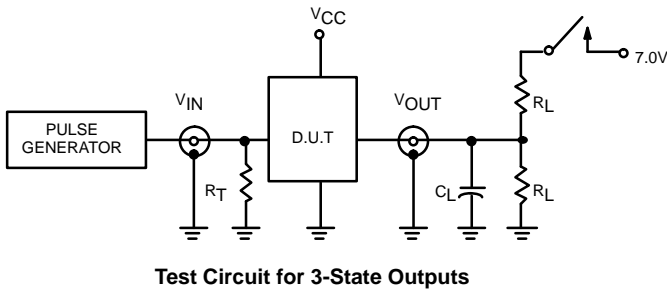 VCC
7.0V
VIN
VOUT
RL
PULSE
GENERATOR
D.U.T
RT
CL
RL
Test Circuit for 3-State Outputs